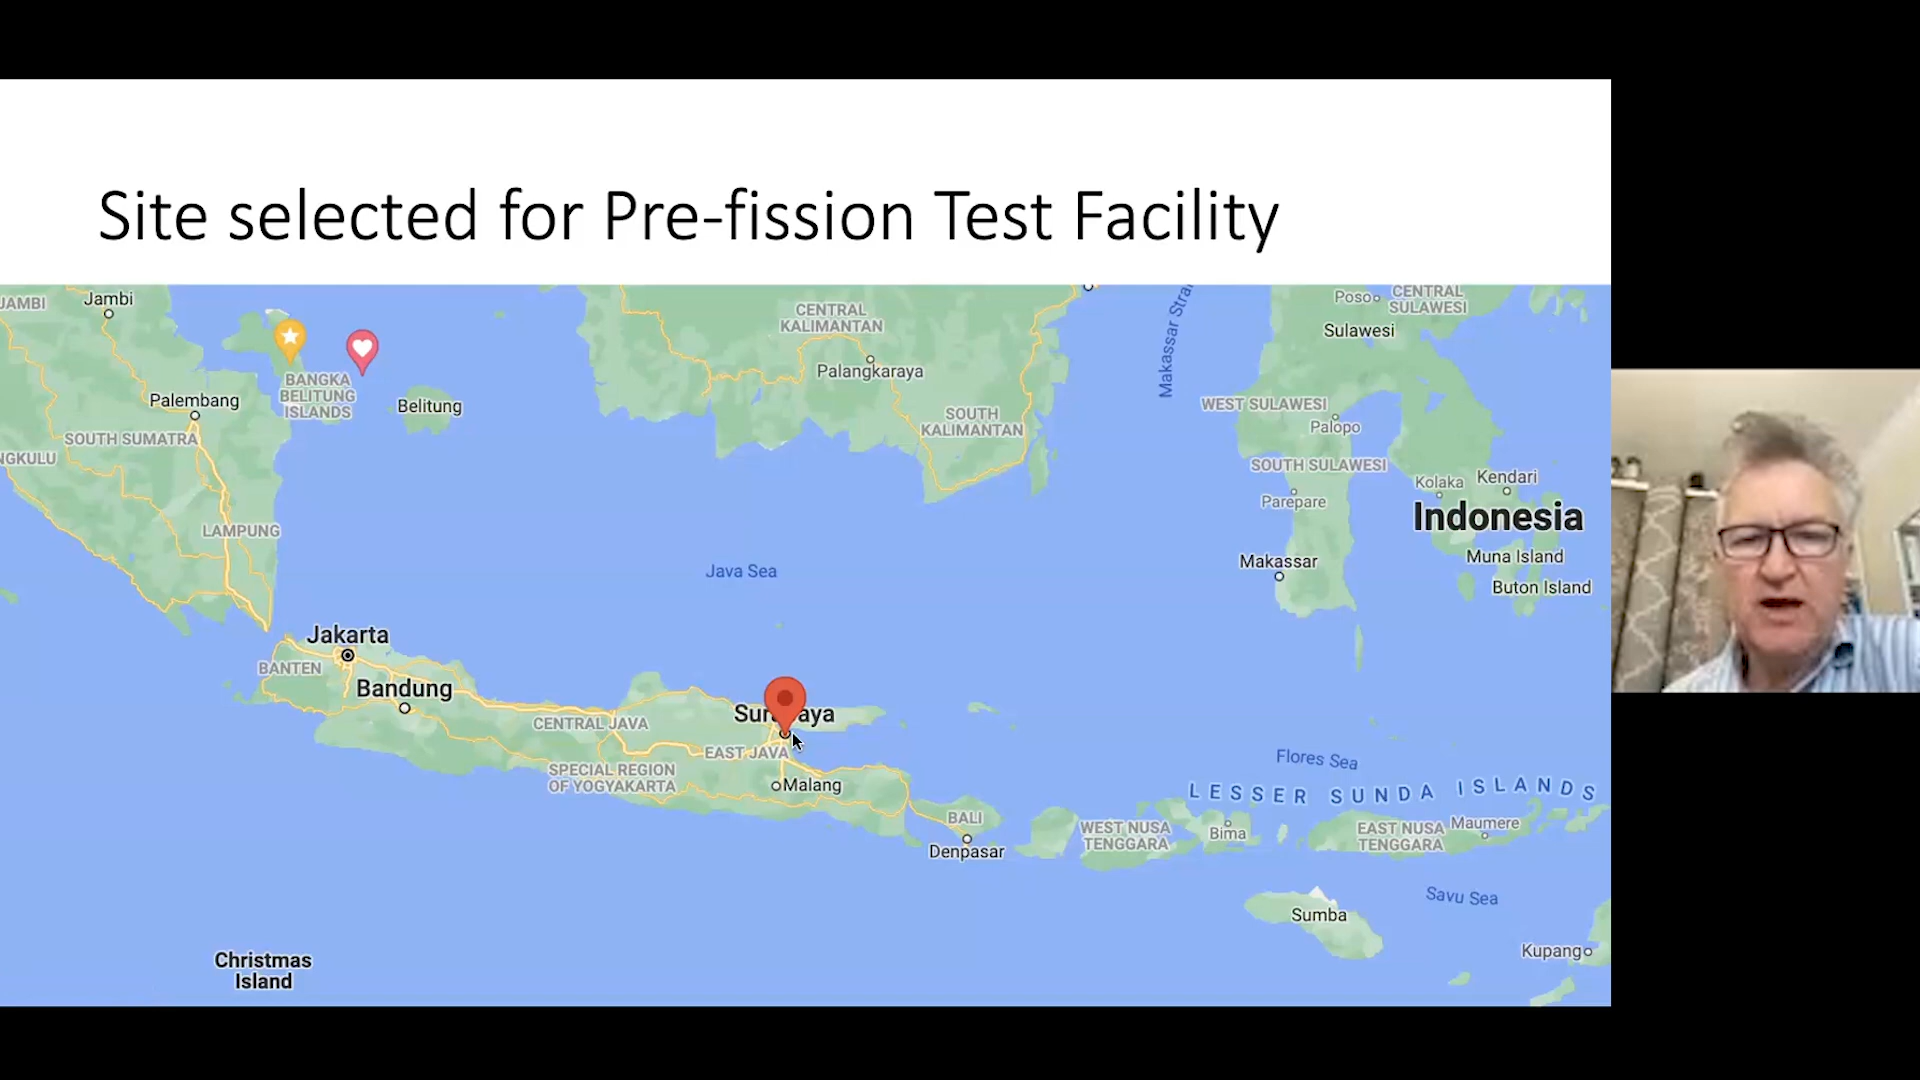 Site selected for Pre-fission Test Facility
JAMBI
Jambi
CENTRAL
KALIMANTAN
Makassar Strai
Poso
CENTRAL
SULAWESI
Sulawesi
BANGKA
BELITUNG
ISLANDS
Palangkaraya
Palembang
Belitung
SOUTH
KALIMANTAN
WEST SULAWESI
Palopo
SOUTH SUMATRA
NGKULU
SOUTH SULAWESI
Kolaka
Kendari
Parepare
Indonesia
LAMPUNG
Makassar
Muna Island
Java Sea
Buton Island
Jakarta
BANTEN
Bandung
CENTRAL JAVA
Sur aya
EAST JAVA
SPECIAL REGION
OF YOGYAKARTA
Malang
Flores Sea
LESSER SUNDA ISLANDS
BALI
Denpasar
WEST NUSA
TENGGARA
Bima
EAST NUSA
TENGGARA
Maumere
Savu Sea
Sumba
Kupang
Christmas
Island